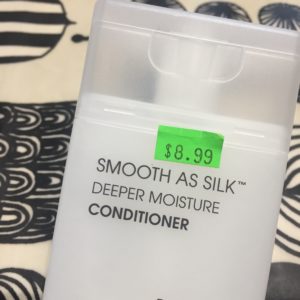 $8.99
SMOOTH AS SILK™
DEEPER MOISTURE
CONDITIONER